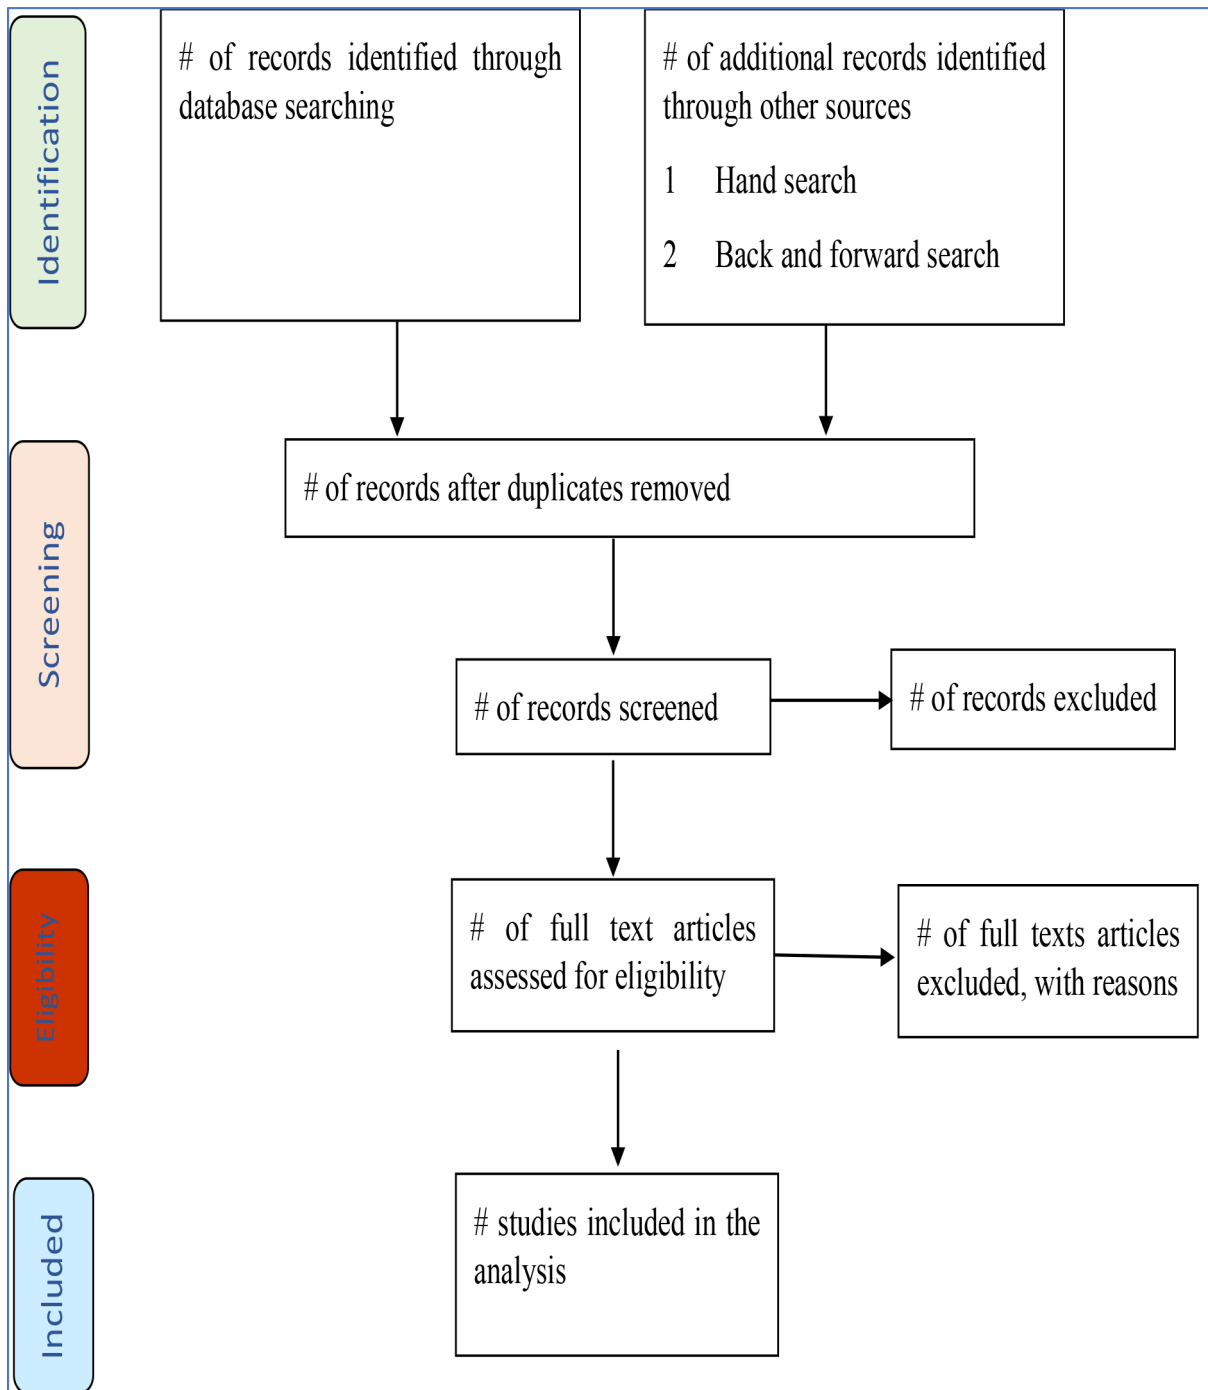 Identification
# of records identified through
database searching
# of additional records identified
through other sources
1 Hand search
2 Back and forward search
Screening
# of records after duplicates removed
# of records screened
# of records excluded
Eligibility
# of full text articles
assessed for eligibility
# of full texts articles
excluded, with reasons
Included
# studies included in the
analysis